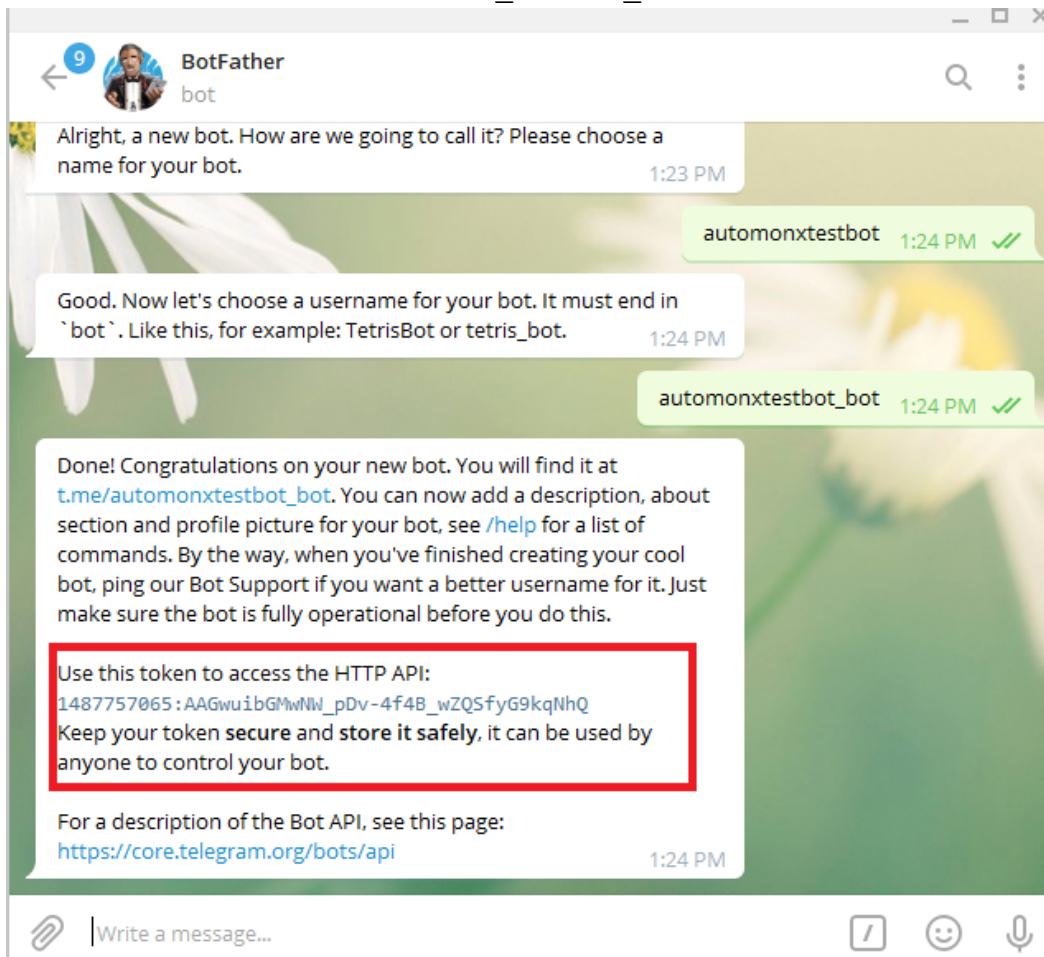 9
BotFather
bot
Alright, a new bot. How are we going to call it? Please choose a
name for your bot.
1:23 PM
automonxtestbot 1:24 PM
Good. Now let's choose a username for your bot. It must end in
`bot`. Like this, for example: TetrisBot or tetris_bot.
1:24 PM
automonxtestbot_bot 1:24 PM
Done! Congratulations on your new bot. You will find it at
t.me/automonxtestbot_bot. You can now add a description, about
section and profile picture for your bot, see /help for a list of
commands. By the way, when you've finished creating your cool
bot, ping our Bot Support if you want a better username for it. Just
make sure the bot is fully operational before you do this.
Use this token to access the HTTP API:
1487757065:AAGwuibGMwNW_pDv-4f4B_wZQSfyG9kqNhQ
Keep your token secure and store it safely, it can be used by
anyone to control your bot.
For a description of the Bot API, see this page:
https://core.telegram.org/bots/api
1:24 PM
Write a message...